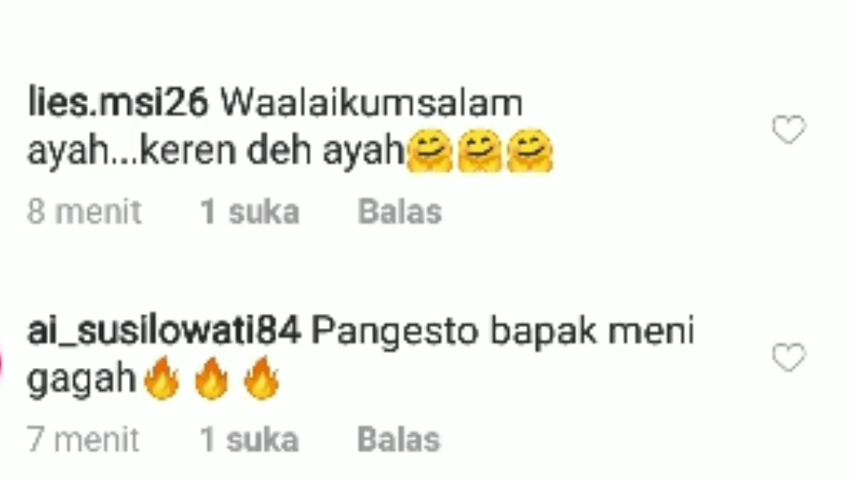 lies.msi26 Waalaikumsalam
ayah...keren deh ayah🤗🤗🤗
8 menit 1 suka Balas
ai_susilowati84 Pangesto bapak meni
gagah🔥🔥🔥
7 menit 1 suka Balas